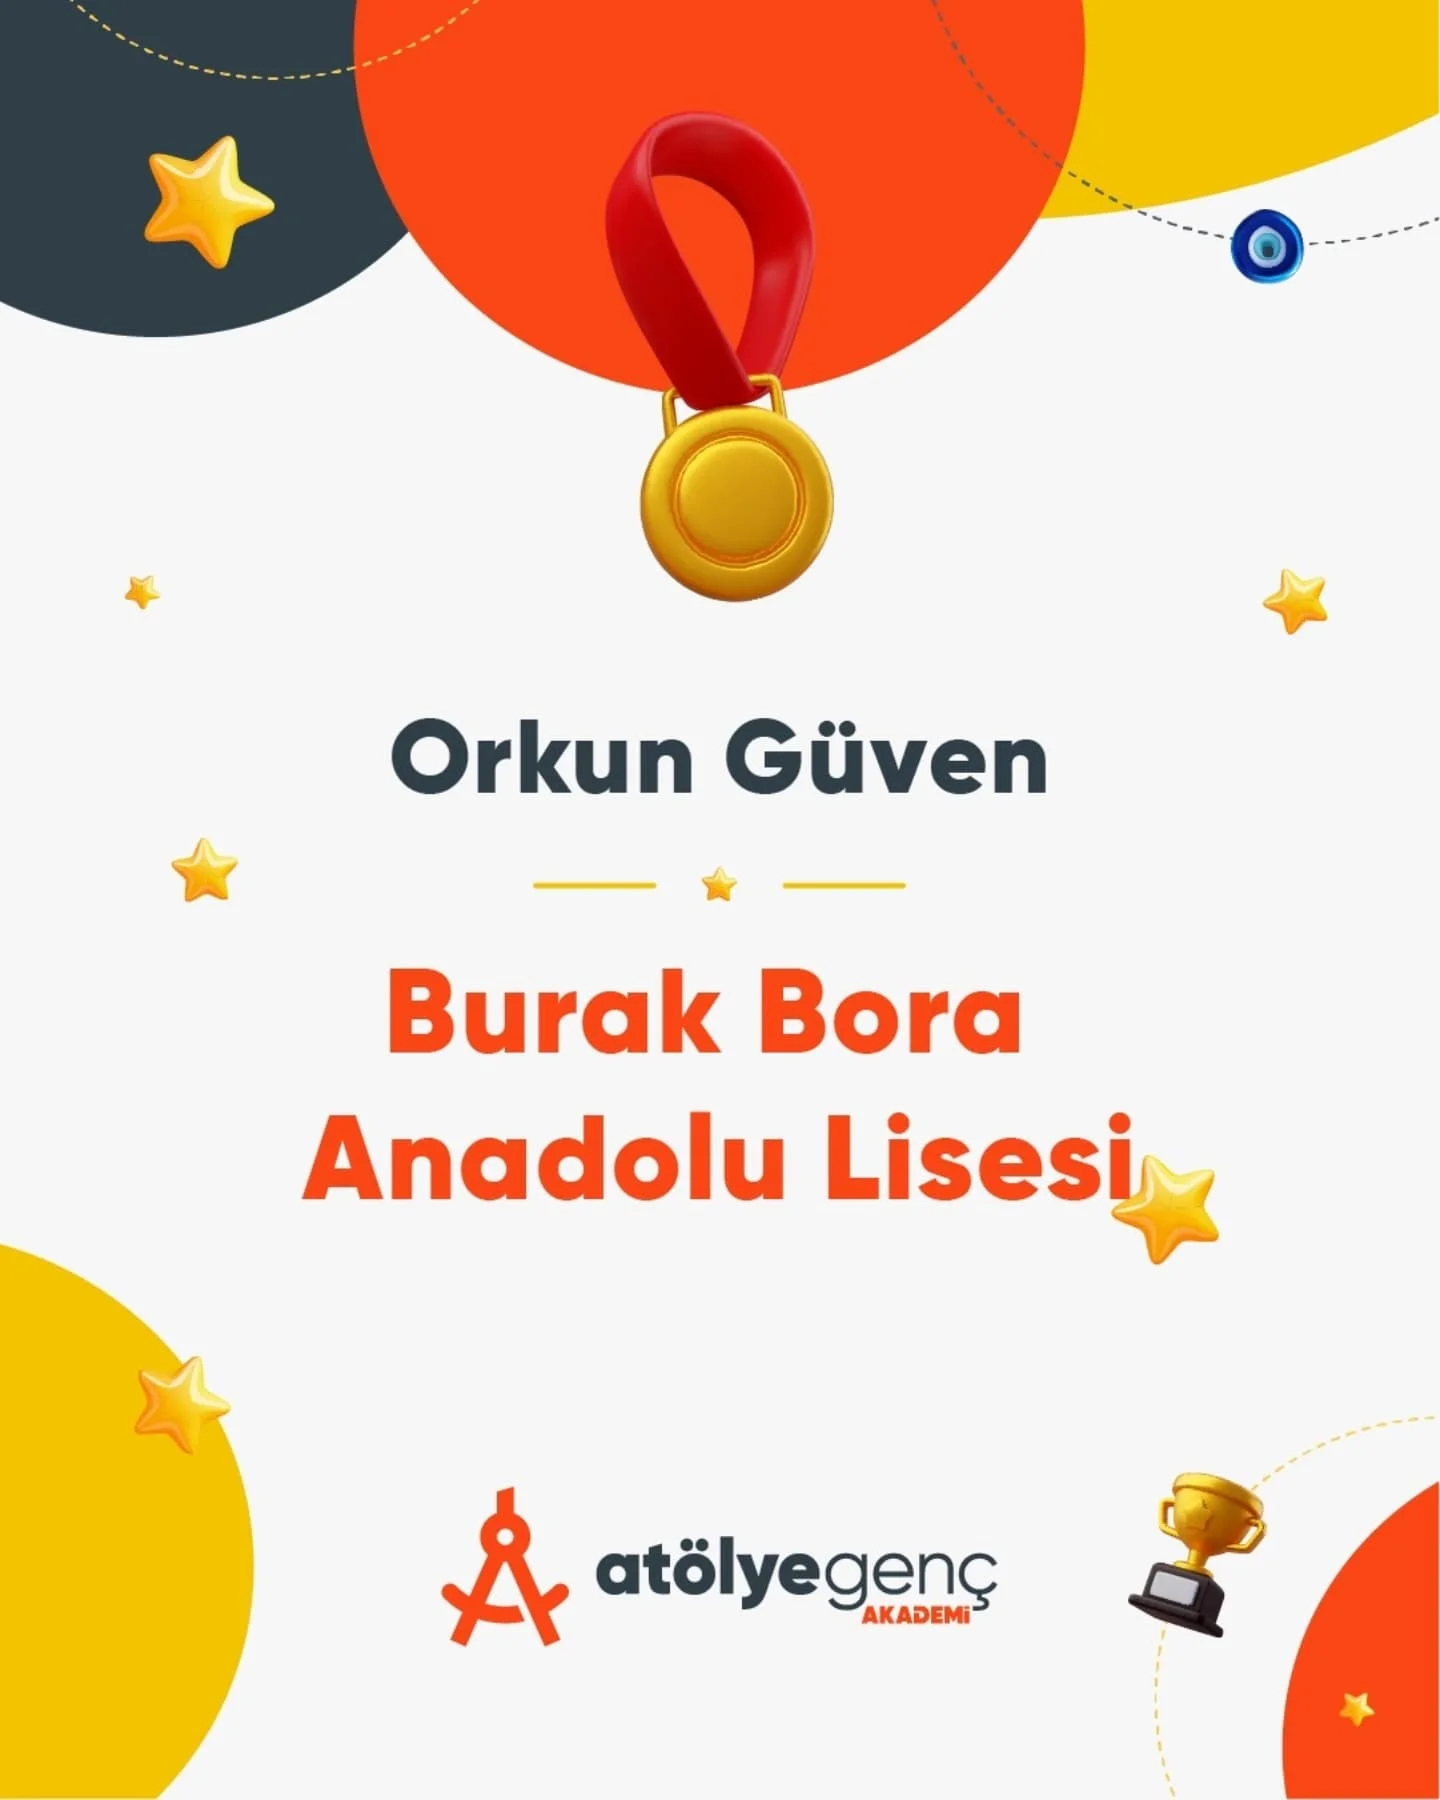 Orkun Güven
Burak Bora
Anadolu Lisesi
atölyegenç
AKADEMİ